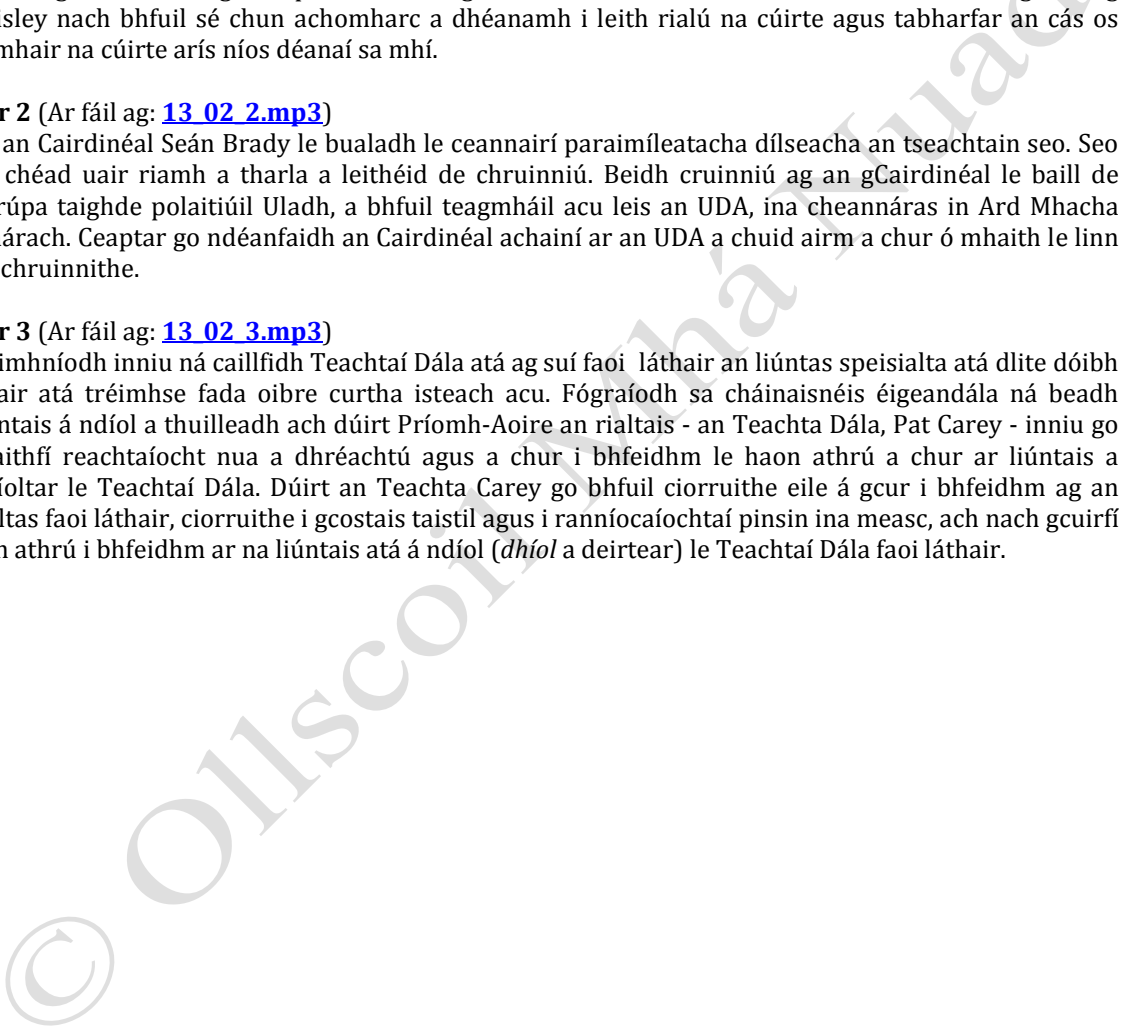 isley nach bhfuil sé chun achomharc a dhéanamh i leith rialú na cúirte agus tabharfar an cás os
mhair na cúirte arís níos déanaí sa mhí.
r 2 (Ar fáil ag: 13_02_2.mp3)
an Cairdinéal Seán Brady le bualadh le ceannairí paraimíleatacha dílseacha an tseachtain seo. Seo
chéad uair riamh a tharla a leithéid de chruinniú. Beidh cruinniú ag an gCairdinéal le baill de
rúpa taighde polaitiúil Uladh, a bhfuil teagmháil acu leis an UDA, ina cheannáras in Ard Mhacha
árach. Ceaptar go ndéanfaidh an Cairdinéal achainí ar an UDA a chuid airm a chur ó mhaith le linn
chruinnithe.
r 3 (Ar fáil ag: 13_02_3.mp3)
imhníodh inniu ná caillfidh Teachtaí Dála atá ag suí faoi láthair an liúntas speisialta atá dlite dóibh
air atá tréimhse fada oibre curtha isteach acu. Fógraíodh sa cháinaisnéis éigeandála ná beadh
ntais á ndíol a thuilleadh ach dúirt Príomh-Aoire an rialtais - an Teachta Dála, Pat Carey - inniu go
aithfí reachtaíocht nua a dhréachtú agus a chur i bhfeidhm le haon athrú a chur ar liúntais a
íoltar le Teachtaí Dála. Dúirt an Teachta Carey go bhfuil ciorruithe eile á gcur i bhfeidhm ag an
ltas faoi láthair, ciorruithe i gcostais taistil agus i ranníocaíochtaí pinsin ina measc, ach nach gcuirfí
n athrú i bhfeidhm ar na liúntais atá á ndíol (dhíol a deirtear) le Teachtaí Dála faoi láthair.
© Ollscoil Mhá Nuad